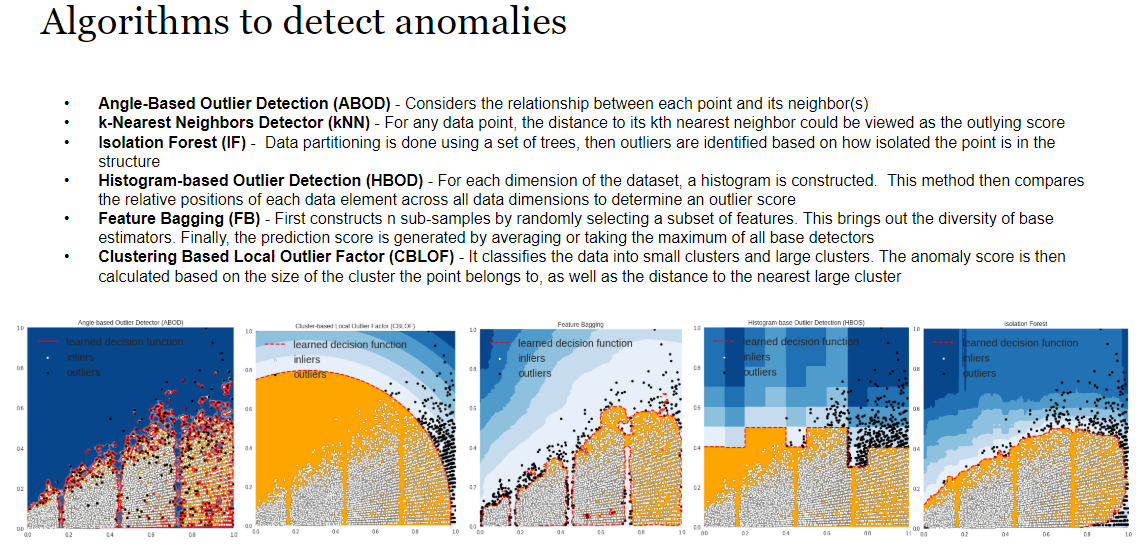 Algorithms to detect anomalies
• Angle-Based Outlier Detection (ABOD) - Considers the relationship between each point and its neighbor(s)
• k-Nearest Neighbors Detector (kNN) - For any data point, the distance to its kth nearest neighbor could be viewed as the outlying score
• Isolation Forest (IF) - Data partitioning is done using a set of trees, then outliers are identified based on how isolated the point is in the
structure
• Histogram-based Outlier Detection (HBOD) - For each dimension of the dataset, a histogram is constructed. This method then compares
the relative positions of each data element across all data dimensions to determine an outlier score
• Feature Bagging (FB) - First constructs n sub-samples by randomly selecting a subset of features. This brings out the diversity of base
estimators. Finally, the prediction score is generated by averaging or taking the maximum of all base detectors
• Clustering Based Local Outlier Factor (CBLOF) - It classifies the data into small clusters and large clusters. The anomaly score is then
calculated based on the size of the cluster the point belongs to, as well as the distance to the nearest large cluster
Angle-based Outlier Detector (ABOD)
learned decision function
inliers
outliers
1.0
0.8
0.6
0.4
0.2
0.0
0.0 0.2 0.4 0.6 0.8 1.0
Cluster-based Local Outlier Factor (CBLOF)
learned decision function
inliers
outliers
1.0
0.8
0.6
0.4
0.2
0.0
0.0 0.2 0.4 0.6 0.8 1.0
Feature Bagging
learned decision function
inliers
outliers
1.0
0.8
0.6
0.4
0.2
0.0
0.0 0.2 0.4 0.6 0.8 1.0
Histogram-base Outlier Detection (HBOS)
learned decision function
inliers
outliers
1.0
0.8
0.6
0.4
0.2
0.0
0.0 0.2 0.4 0.6 0.8
Isolation Forest
learned decision function
inliers
outliers
1.0
0.8
0.6
0.4
0.2
0.0
0.0 0.2 0.4 0.6 0.8 1.0